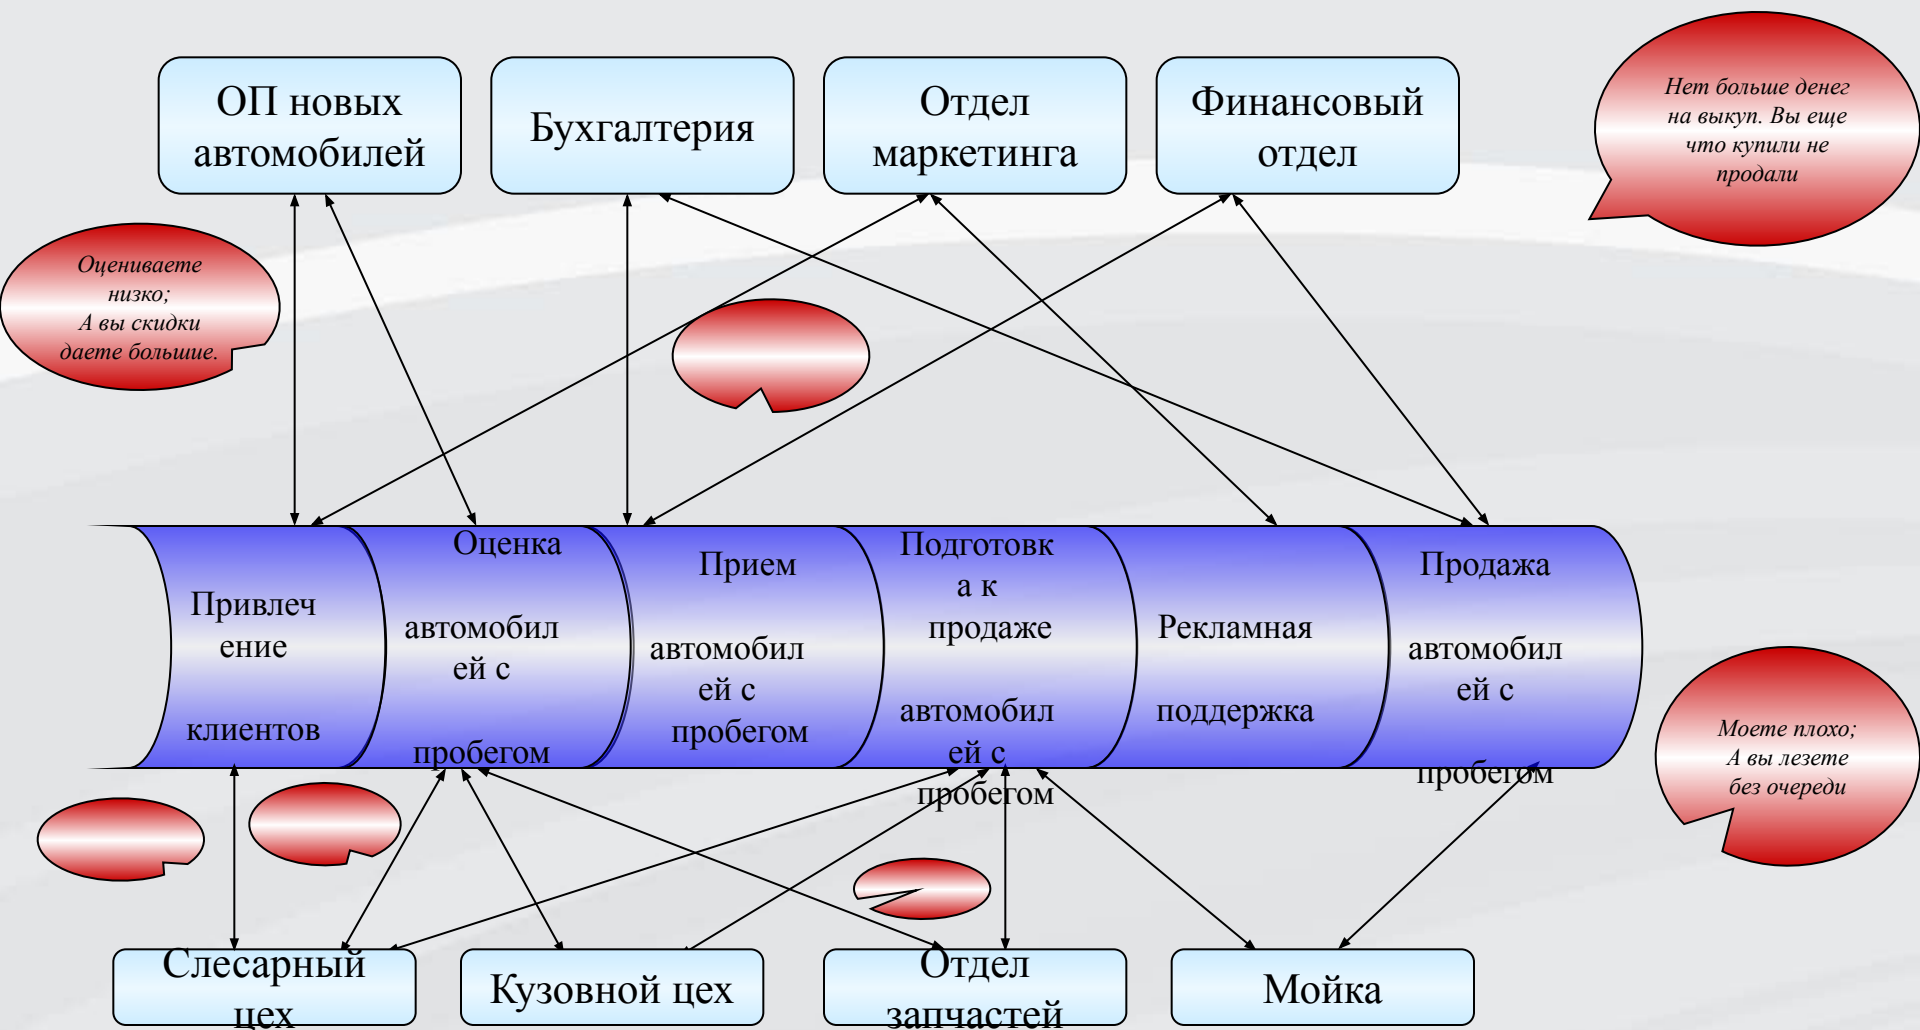 ОП новых
автомобилей
Бухгалтерия
Отдел
маркетинга
Финансовый
отдел
Нет больше денег
на выкуп. Вы еще
что купили не
продали
Оцениваете
низко;
А вы скидки
даете большие.
Привлеч
ение
клиентов
Оценка
автомобил
ей с
пробегом
Прием
автомобил
ей с
пробегом
Подготовк
а к
продаже
автомобил
ей с
пробегом
Рекламная
поддержка
Продажа
автомобил
ей с
пробегом
Моете плохо;
А вы лезете
без очереди
Слесарный
цех
Кузовной цех
Отдел
запчастей
Мойка